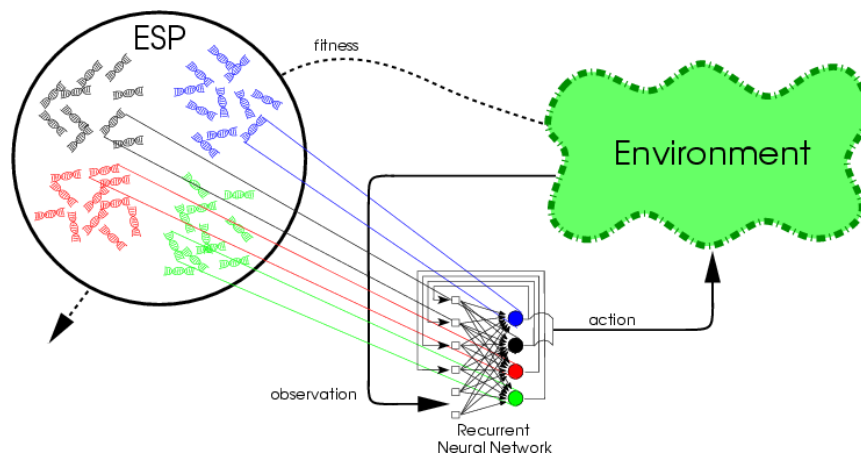 ESP
fitness
Environment
action
observation
Recurrent
Neural Network